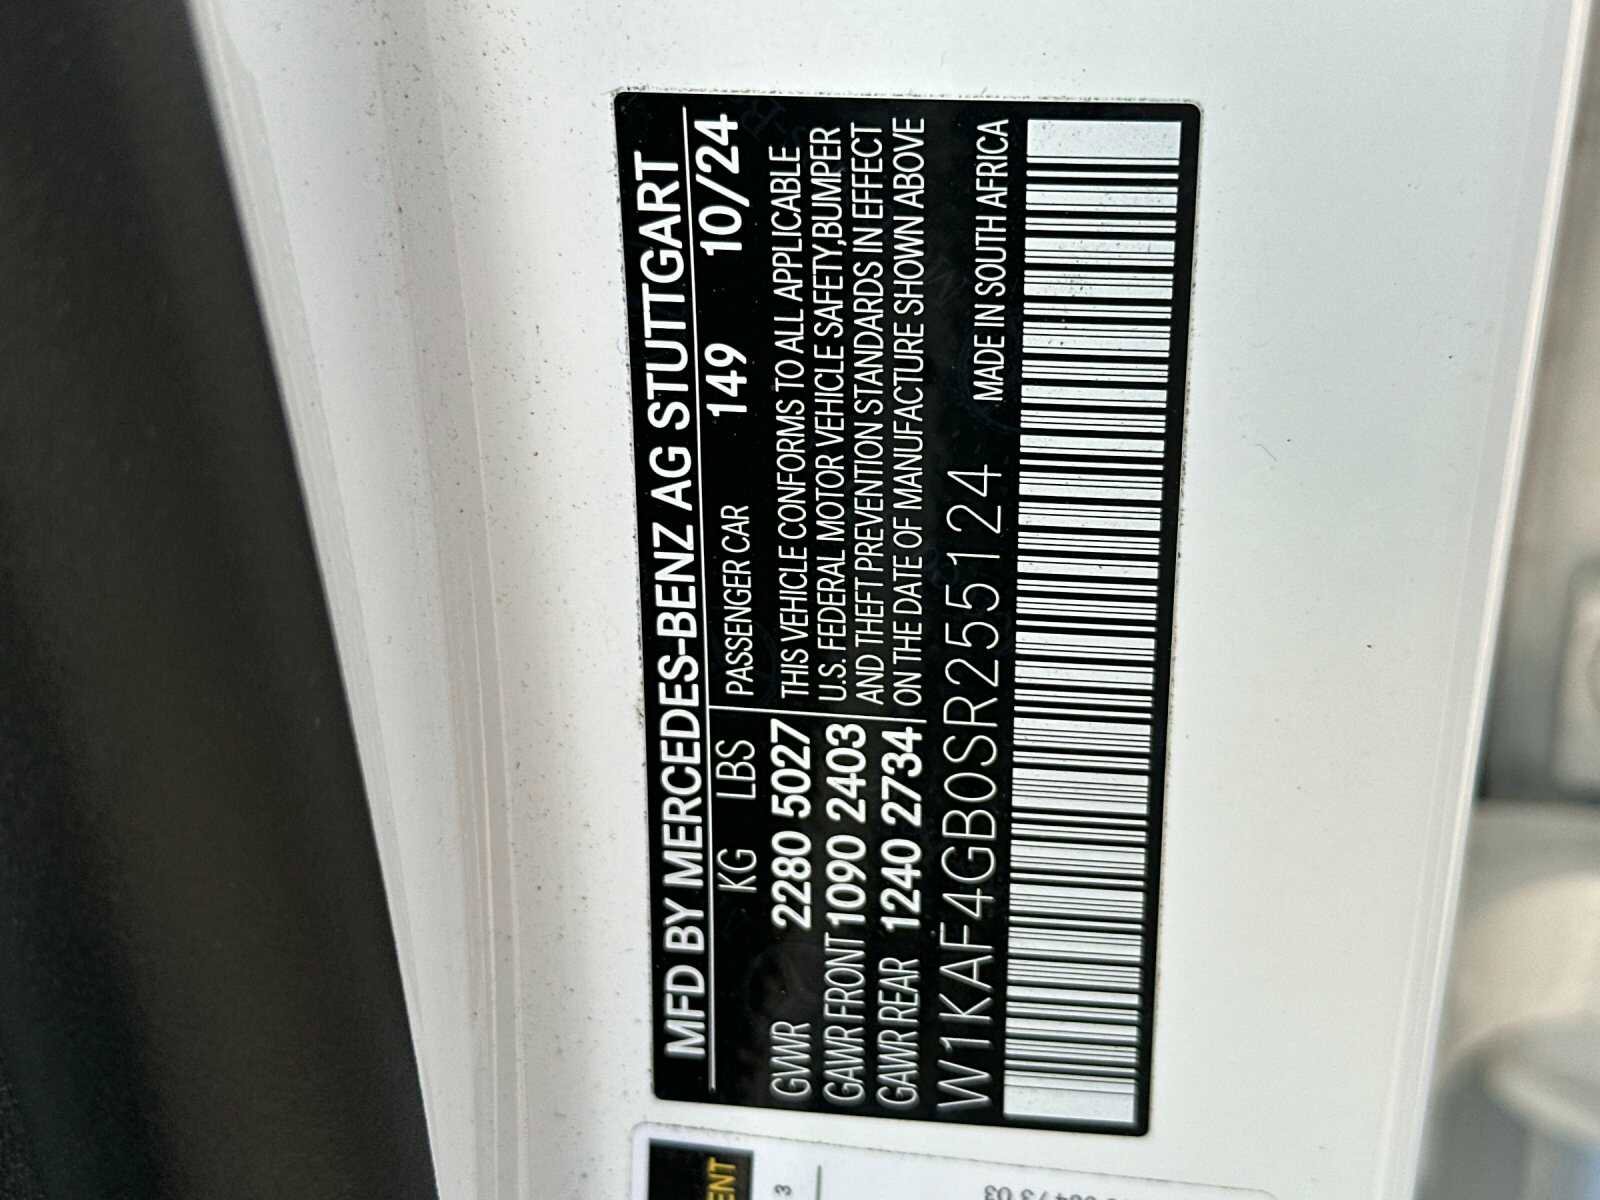 MFD BY MERCEDES-BENZ AG STUTTGART
KG LBS PASSENGER CAR 149 10/24
GVWR 2280 5027 THIS VEHICLE CONFORMS TO ALL APPLICABLE
GAWR FRONT 1090 2403 U.S. FEDERAL MOTOR VEHICLE SAFETY,BUMPER
GAWR REAR 1240 2734 AND THEFT PREVENTION STANDARDS IN EFFECT
ON THE DATE OF MANUFACTURE SHOWN ABOVE
W1KAF4GB0SR255124 MADE IN SOUTH AFRICA